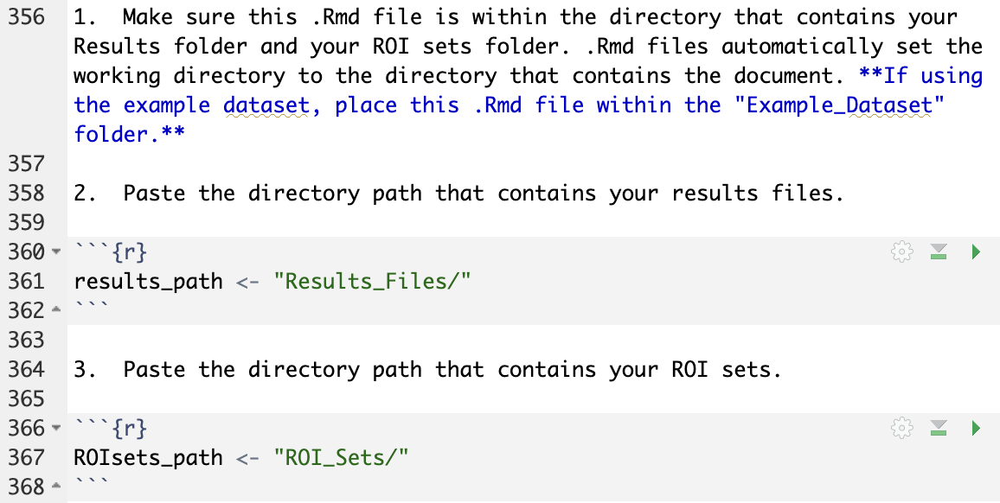 356 1.  Make sure this .Rmd file is within the directory that contains your
Results folder and your ROI sets folder. .Rmd files automatically set the
working directory to the directory that contains the document. **If using
the example dataset, place this .Rmd file within the "Example_Dataset"
folder.**
357
358 2.  Paste the directory path that contains your results files.
359
360 ```{r}
361 results_path <- "Results_Files/"
362 ```
363
364 3.  Paste the directory path that contains your ROI sets.
365
366 ```{r}
367 ROIsets_path <- "ROI_Sets/"
368 ```